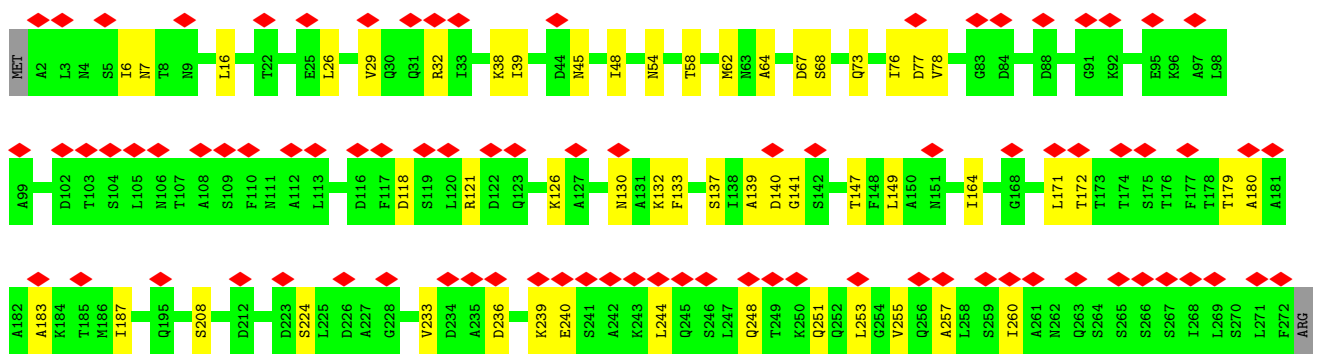 MET A2 L3 N4 S5 I6 N7 T8 N9 L16 T22 E25 L26 V29 Q30 Q31 R32 I33 K38 I39 D44 N45 I48 N54 T58 M62 N63 A64 D67 S68 Q73 I76 D77 V78 G83 D84 D88 G91 K92 E95 K96 A97 L98
A99 D102 T103 S104 L105 N106 T107 A108 S109 F110 N111 A112 L113 D116 F117 D118 S119 L120 R121 D122 Q123 K126 A127 N130 A131 K132 F133 S137 I138 A139 D140 G141 S142 T147 F148 L149 A150 N151 I164 G168 L171 T172 T173 T174 S175 T176 F177 T178 T179 A180 A181
A182 A183 K184 T185 M186 I187 Q195 S208 D212 D223 S224 L225 D226 A227 G228 V233 D234 A235 D236 K239 E240 S241 A242 K243 L244 Q245 S246 L247 Q248 T249 K250 Q251 Q252 L253 G254 V255 Q256 A257 L258 S259 I260 A261 N262 Q263 S264 S265 S266 S267 I268 L269 S270 L271 F272 ARG